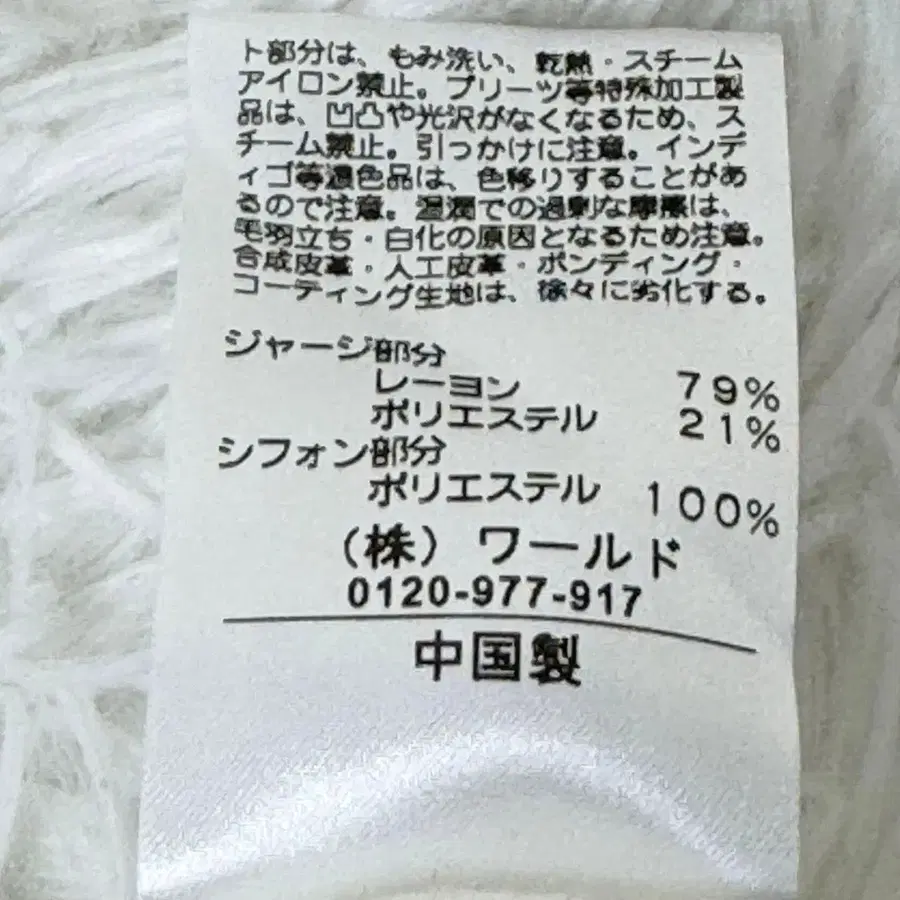 ト部分は、もみ洗い、乾熱・スチーム
アイロン禁止。プリーツ等特殊加工製
品は、凹凸や光沢がなくなるため、ス
チーム禁止。引っかけに注意。インデ
ィゴ等濃色品は、色移りすることがあ
るので注意。湿潤での過剰な摩擦は、
毛羽立ち・白化の原因となるため注意。
合成皮革・人工皮革・ボンディング・
コーティング生地は、徐々に劣化する。
ジャージ部分
レーヨン 79%
ポリエステル 21%
シフォン部分
ポリエステル 100%
(株) ワールド
0120-977-917
中国製